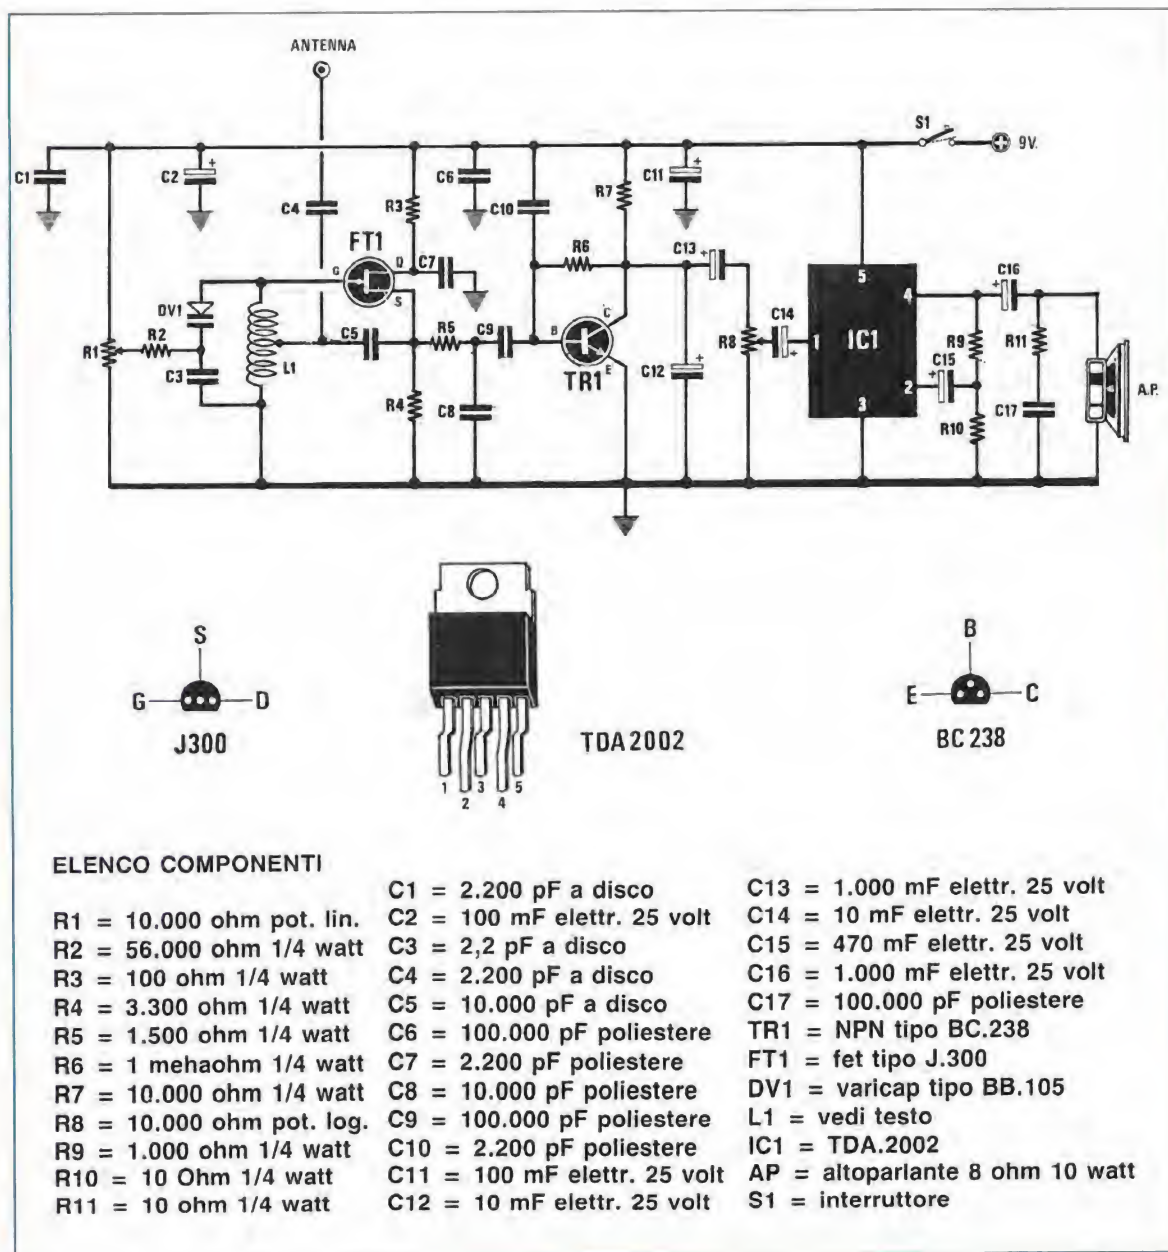 ANTENNA
S1
9V.
C1
C2
+
C4
R3
C6
C10
R7
C11
+
FT1
G
D
S
C7
R6
C13
+
DV1
R2
R1
C3
L1
C5
R5
C9
B
C
E
TR1
R4
C8
C12
+
R8
C14
+
1
IC1
5
4
2
3
C16
+
R9
C15
+
R10
R11
C17
A.P.
S
G
D
J300
1
2
3
4
5
TDA2002
B
E
C
BC 238
ELENCO COMPONENTI
R1 = 10.000 ohm pot. lin.
R2 = 56.000 ohm 1/4 watt
R3 = 100 ohm 1/4 watt
R4 = 3.300 ohm 1/4 watt
R5 = 1.500 ohm 1/4 watt
R6 = 1 mehaohm 1/4 watt
R7 = 10.000 ohm 1/4 watt
R8 = 10.000 ohm pot. log.
R9 = 1.000 ohm 1/4 watt
R10 = 10 Ohm 1/4 watt
R11 = 10 ohm 1/4 watt
C1 = 2.200 pF a disco
C2 = 100 mF elettr. 25 volt
C3 = 2,2 pF a disco
C4 = 2.200 pF a disco
C5 = 10.000 pF a disco
C6 = 100.000 pF poliestere
C7 = 2.200 pF poliestere
C8 = 10.000 pF poliestere
C9 = 100.000 pF poliestere
C10 = 2.200 pF poliestere
C11 = 100 mF elettr. 25 volt
C12 = 10 mF elettr. 25 volt
C13 = 1.000 mF elettr. 25 volt
C14 = 10 mF elettr. 25 volt
C15 = 470 mF elettr. 25 volt
C16 = 1.000 mF elettr. 25 volt
C17 = 100.000 pF poliestere
TR1 = NPN tipo BC.238
FT1 = fet tipo J.300
DV1 = varicap tipo BB.105
L1 = vedi testo
IC1 = TDA.2002
AP = altoparlante 8 ohm 10 watt
S1 = interruttore